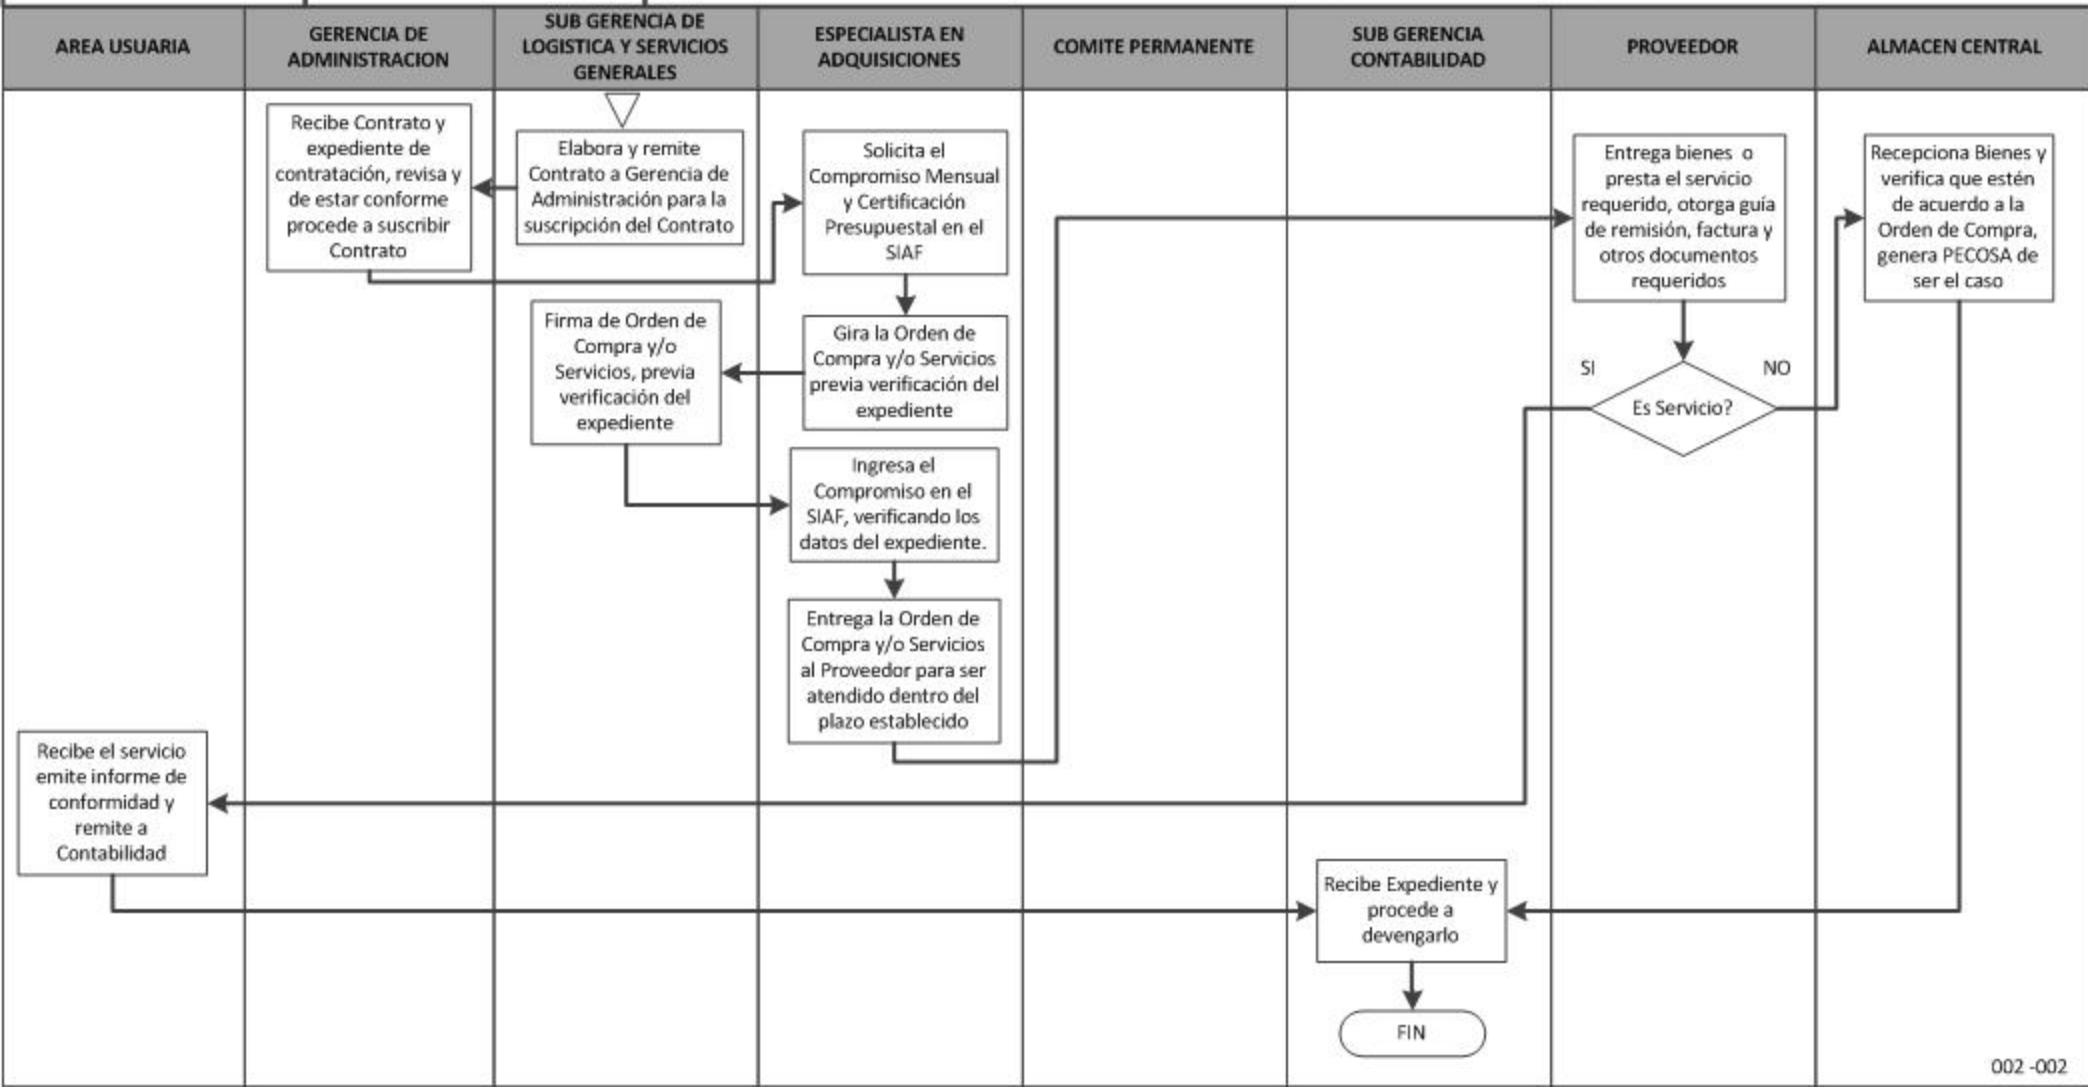 AREA USUARIA
GERENCIA DE
ADMINISTRACION
SUB GERENCIA DE
LOGISTICA Y SERVICIOS
GENERALES
ESPECIALISTA EN
ADQUISICIONES
COMITE PERMANENTE
SUB GERENCIA
CONTABILIDAD
PROVEEDOR
ALMACEN CENTRAL
Recibe Contrato y
expediente de
contratación, revisa y
de estar conforme
procede a suscribir
Contrato
Elabora y remite
Contrato a Gerencia de
Administración para la
suscripción del Contrato
Solicita el
Compromiso Mensual
y Certificación
Presupuestal en el
SIAF
Entrega bienes o
presta el servicio
requerido, otorga guía
de remisión, factura y
otros documentos
requeridos
Recepciona Bienes y
verifica que estén
de acuerdo a la
Orden de Compra,
genera PECOSA de
ser el caso
Firma de Orden de
Compra y/o
Servicios, previa
verificación del
expediente
Gira la Orden de
Compra y/o Servicios
previa verificación del
expediente
SI
NO
Es Servicio?
Ingresa el
Compromiso en el
SIAF, verificando los
datos del expediente.
Entrega la Orden de
Compra y/o Servicios
al Proveedor para ser
atendido dentro del
plazo establecido
Recibe el servicio
emite informe de
conformidad y
remite a
Contabilidad
Recibe Expediente y
procede a
devengarlo
FIN
002 -002